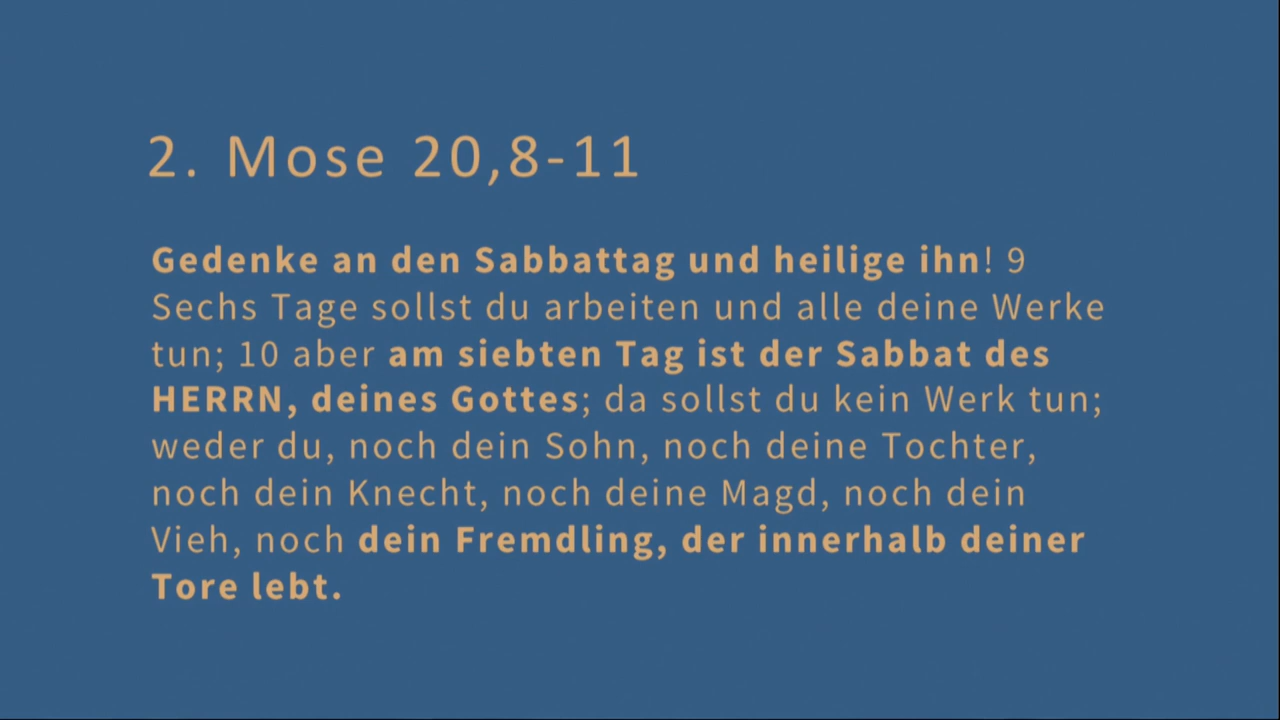 2. Mose 20,8-11
Gedenke an den Sabbattag und heilige ihn! 9
Sechs Tage sollst du arbeiten und alle deine Werke
tun; 10 aber am siebten Tag ist der Sabbat des
HERRN, deines Gottes; da sollst du kein Werk tun;
weder du, noch dein Sohn, noch deine Tochter,
noch dein Knecht, noch deine Magd, noch dein
Vieh, noch dein Fremdling, der innerhalb deiner
Tore lebt.